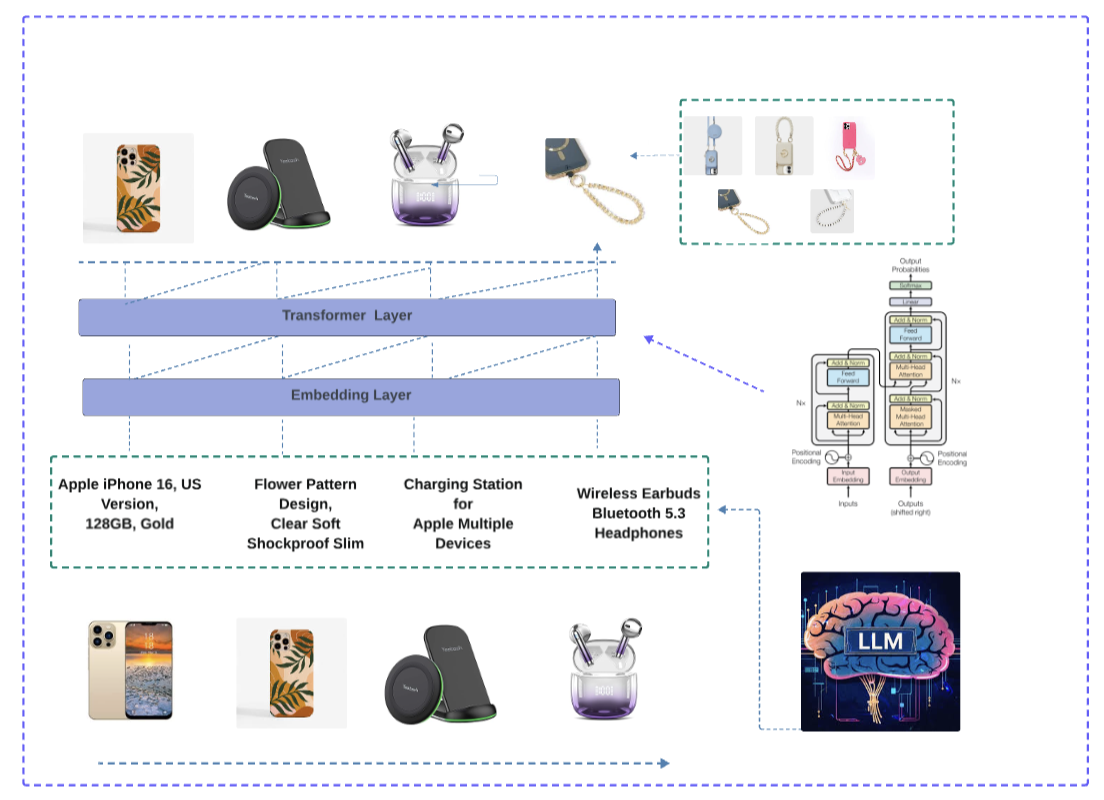 Transformer Layer
Embedding Layer
Apple iPhone 16, US
Version,
128GB, Gold
Flower Pattern
Design,
Clear Soft
Shockproof Slim
Charging Station
for
Apple Multiple
Devices
Wireless Earbuds
Bluetooth 5.3
Headphones
Output
Probabilities
Softmax
Linear
Add & Norm
Feed
Forward
Add & Norm
Multi-Head
Attention
Add & Norm
Feed
Forward
Nx
Nx
Add & Norm
Masked
Multi-Head
Attention
Add & Norm
Multi-Head
Attention
Positional
Encoding
Positional
Encoding
Input
Embedding
Output
Embedding
Inputs
Outputs
(shifted right)
LLM